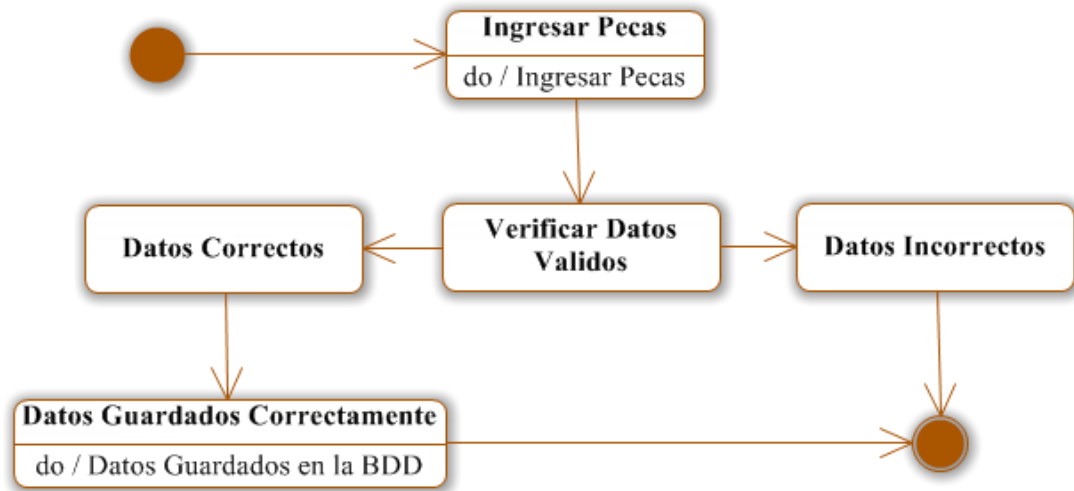 Ingresar Pecas
do / Ingresar Pecas
Datos Correctos
Verificar Datos
Validos
Datos Incorrectos
Datos Guardados Correctamente
do / Datos Guardados en la BDD